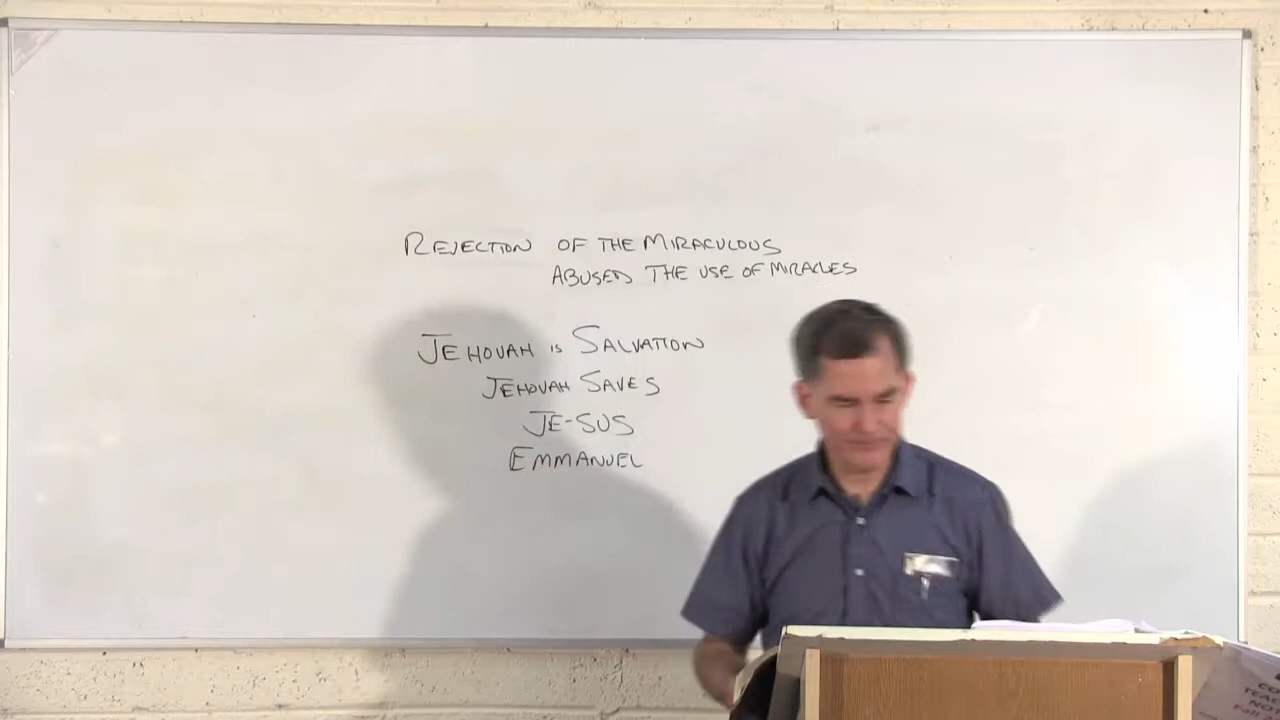 REJECTION OF THE MIRACULOUS
ABUSED THE USE OF MIRACLES
JEHOVAH IS SALVATION
JEHOVAH SAVES
JE-SUS
EMMANUEL